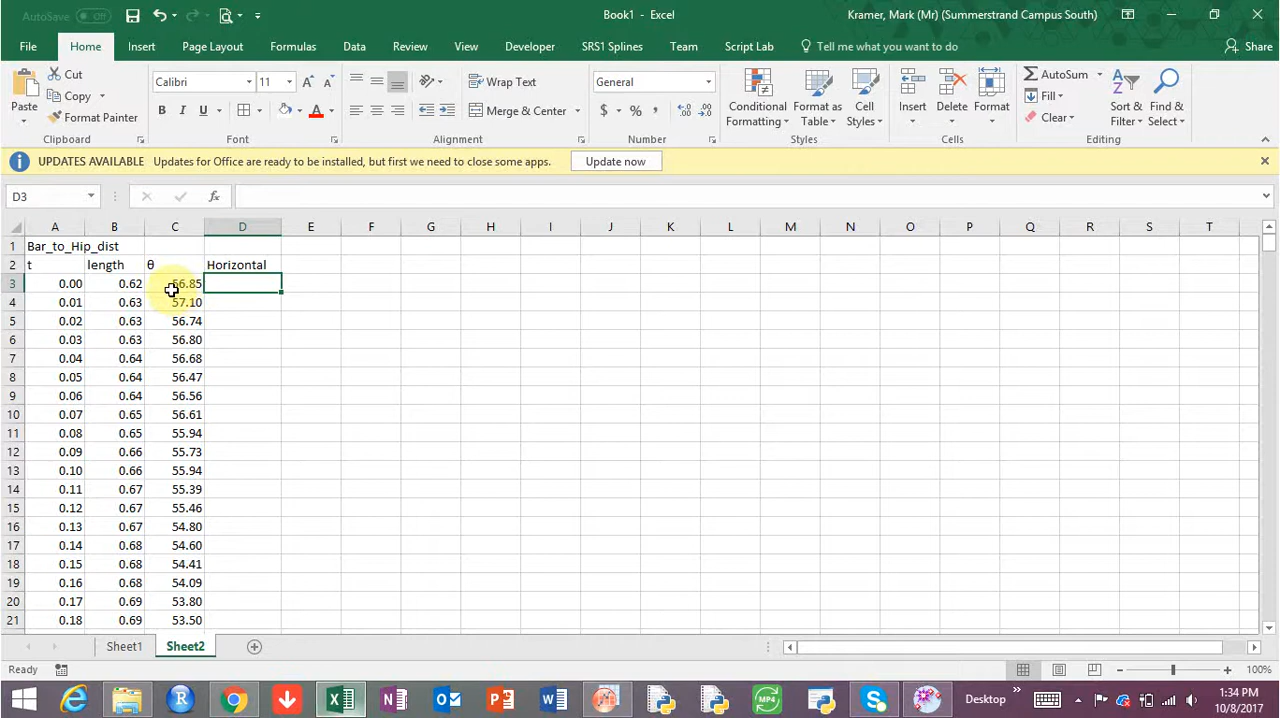 AutoSave Off Book1 - Excel Kramer, Mark (Mr) (Summerstrand Campus South)
File Home Insert Page Layout Formulas Data Review View Developer SRS1 Splines Team Script Lab Tell me what you want to do Share
Paste Cut Copy Format Painter Clipboard
Calibri 11 A A B I U A Font
Wrap Text Merge & Center Alignment
General $ % , Number
Conditional Formatting Format as Table Cell Styles Styles
Insert Delete Format Cells
AutoSum Fill Clear Sort & Filter Find & Select Editing
UPDATES AVAILABLE Updates for Office are ready to be installed, but first we need to close some apps. Update now
D3 fx
A B C D E F G H I J K L M N O P Q R S T
1 Bar_to_Hip_dist
2 t length θ Horizontal
3 0.00 0.62 56.85
4 0.01 0.63 57.10
5 0.02 0.63 56.74
6 0.03 0.63 56.80
7 0.04 0.64 56.68
8 0.05 0.64 56.47
9 0.06 0.64 56.56
10 0.07 0.65 56.61
11 0.08 0.65 55.94
12 0.09 0.66 55.73
13 0.10 0.66 55.94
14 0.11 0.67 55.39
15 0.12 0.67 55.46
16 0.13 0.67 54.80
17 0.14 0.68 54.60
18 0.15 0.68 54.41
19 0.16 0.68 54.09
20 0.17 0.69 53.80
21 0.18 0.69 53.50
Sheet1 Sheet2
Ready 100%
Desktop 1:34 PM
10/8/2017